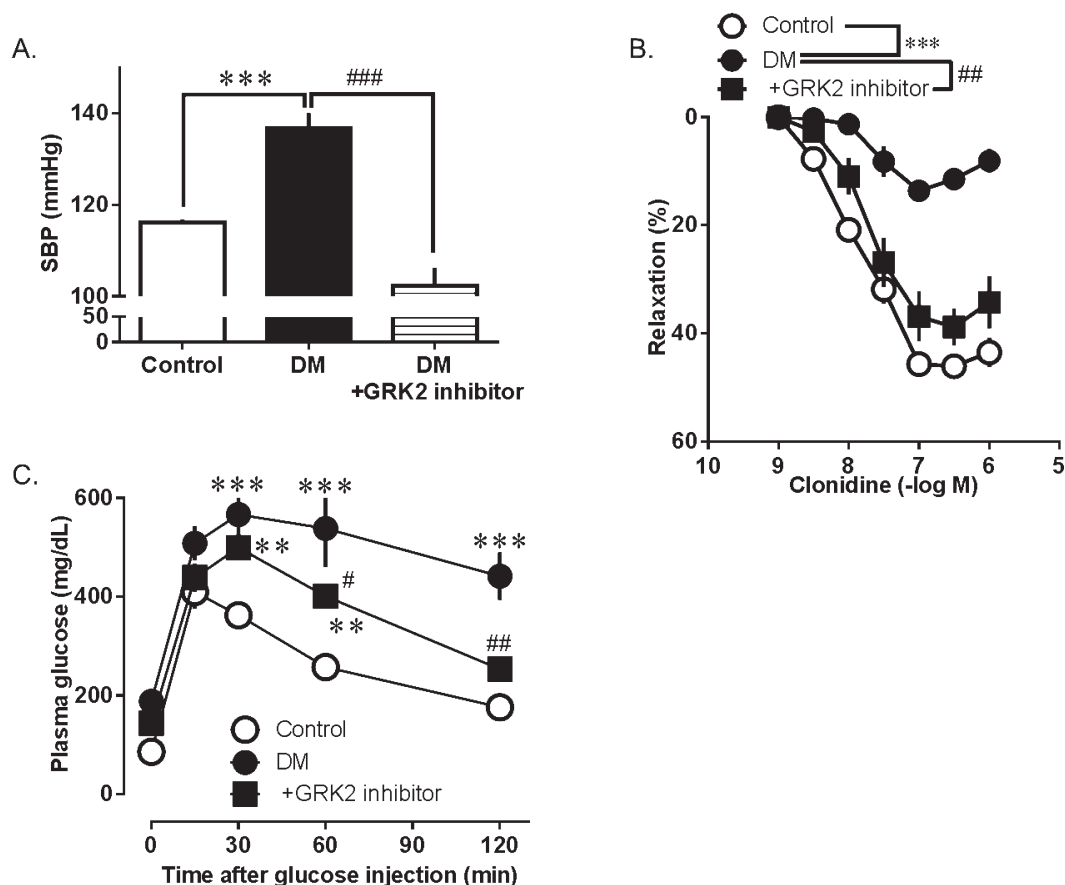 A.
*** ###
140
120
100
50
0
SBP (mmHg)
Control DM DM
+GRK2 inhibitor
B.
Control
***
DM
##
+GRK2 inhibitor
0
20
40
60
Relaxation (%)
10 9 8 7 6 5
Clonidine (-log M)
C.
600
400
200
0
Plasma glucose (mg/dL)
*** ***
***
**
#
**
##
Control
DM
+GRK2 inhibitor
0 30 60 90 120
Time after glucose injection (min)